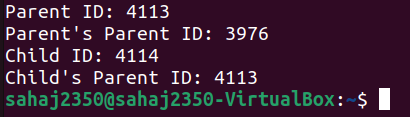 Parent ID: 4113
Parent's Parent ID: 3976
Child ID: 4114
Child's Parent ID: 4113
sahaj2350@sahaj2350-VirtualBox:~$